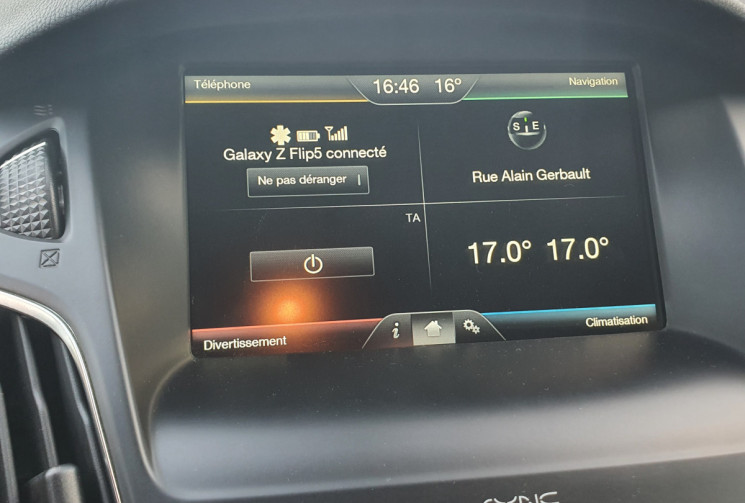 Téléphone
16:46 16°
Navigation
Galaxy Z Flip5 connecté
Ne pas déranger
S E
Rue Alain Gerbault
TA
17.0° 17.0°
Divertissement
i
Climatisation